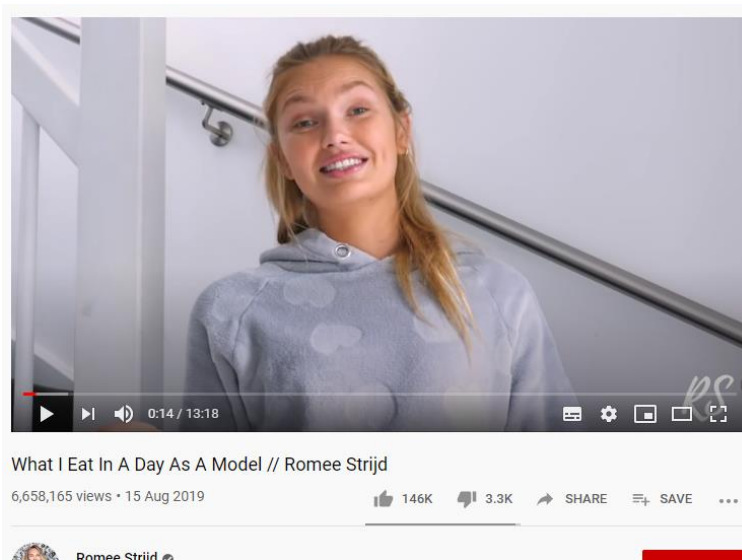 RS
0:14 / 13:18
What I Eat In A Day As A Model // Romee Strijd
6,658,165 views • 15 Aug 2019
146K 3.3K SHARE SAVE
Romee Strijd